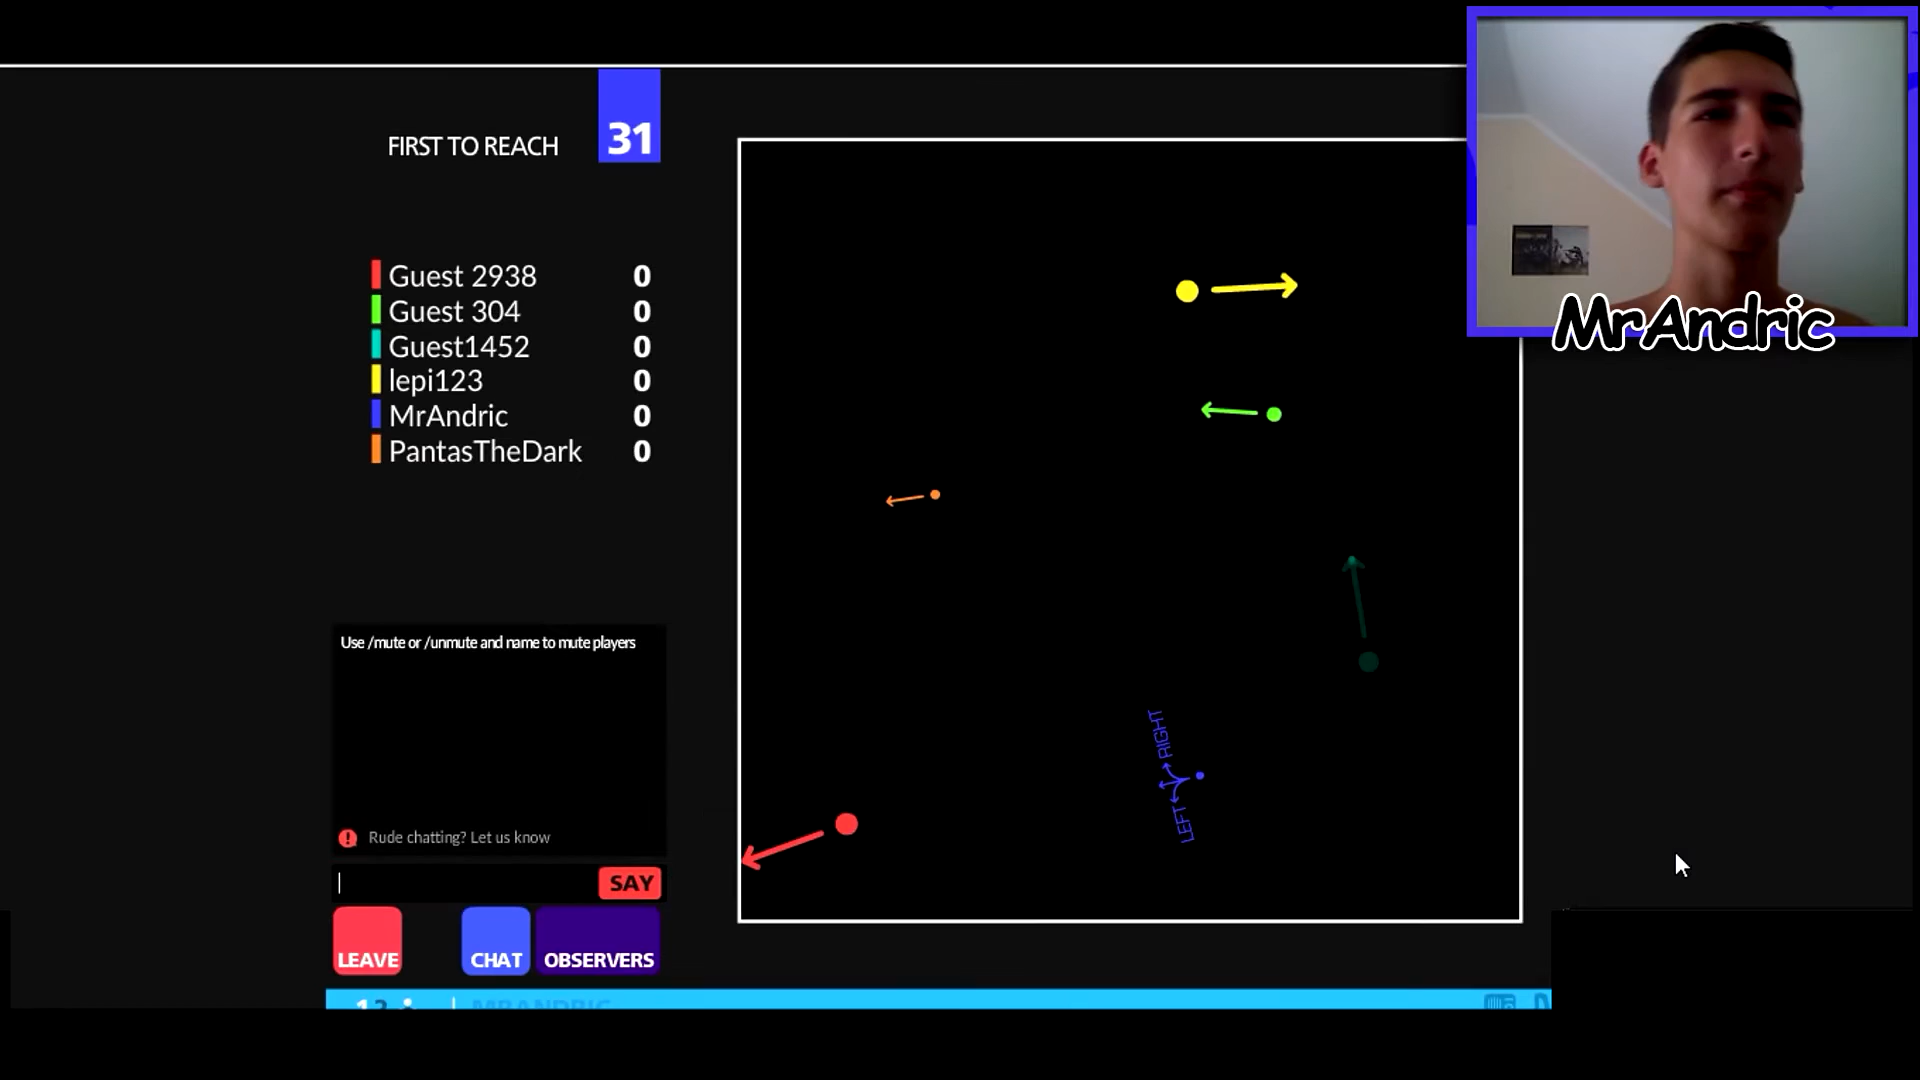 FIRST TO REACH 31
Guest 2938 0
Guest 304 0
Guest1452 0
lepi123 0
MrAndric 0
PantasTheDark 0
MrAndric
RIGHT
LEFT
Use /mute or /unmute and name to mute players
Rude chatting? Let us know
SAY
LEAVE CHAT OBSERVERS
MRANDRIC